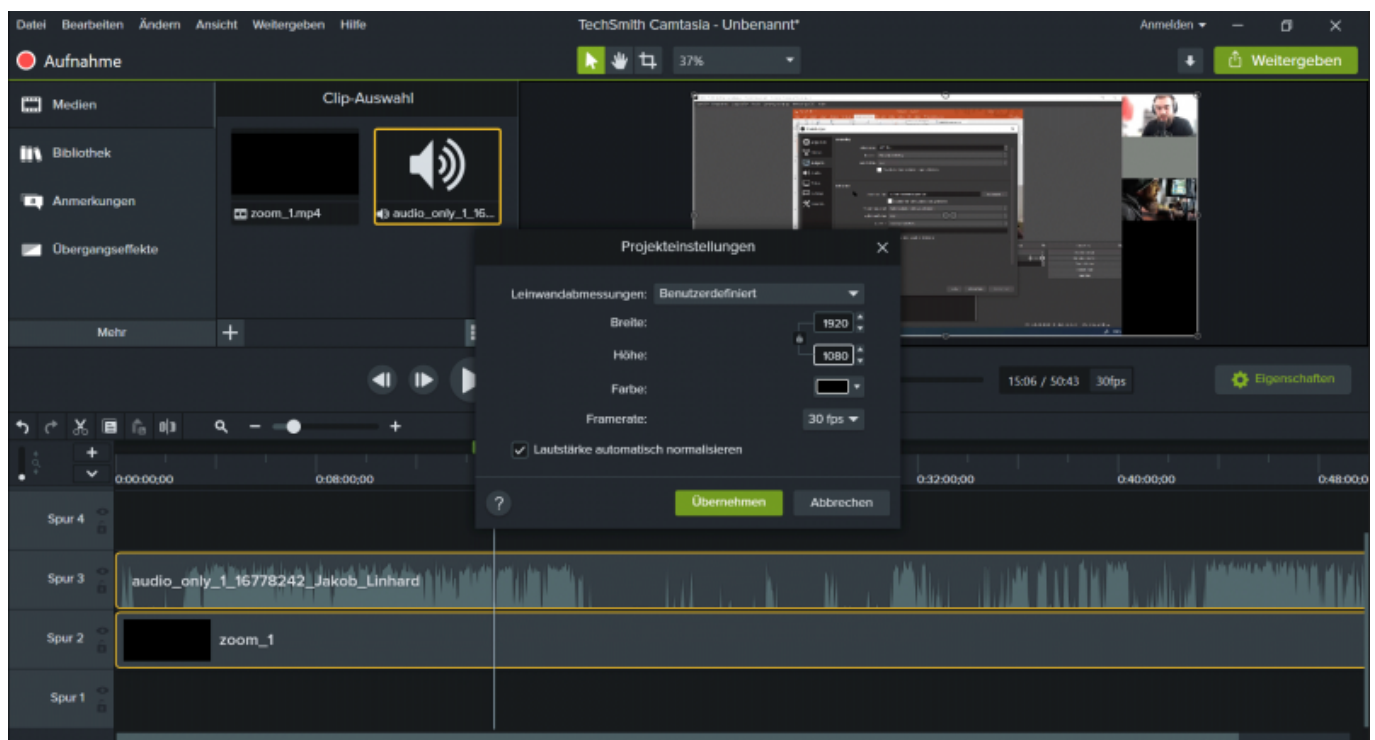 Datei Bearbeiten Ändern Ansicht Weitergeben Hilfe TechSmith Camtasia - Unbenannt* Anmelden
Aufnahme 37% Weitergeben
Medien
Bibliothek
Anmerkungen
Übergangseffekte
Mehr
Clip-Auswahl
zoom_1.mp4 audio_only_1_16...
Projekteinstellungen
Leinwandabmessungen: Benutzerdefiniert
Breite: 1920
Höhe: 1080
Farbe:
Framerate: 30 fps
Lautstärke automatisch normalisieren
? Übernehmen Abbrechen
15:06 / 50:43 30fps Eigenschaften
0:00:00;00 0:08:00;00 0:32:00;00 0:40:00;00 0:48:00;0
Spur 4
Spur 3 audio_only_1_16778242_Jakob_Linhard
Spur 2 zoom_1
Spur 1